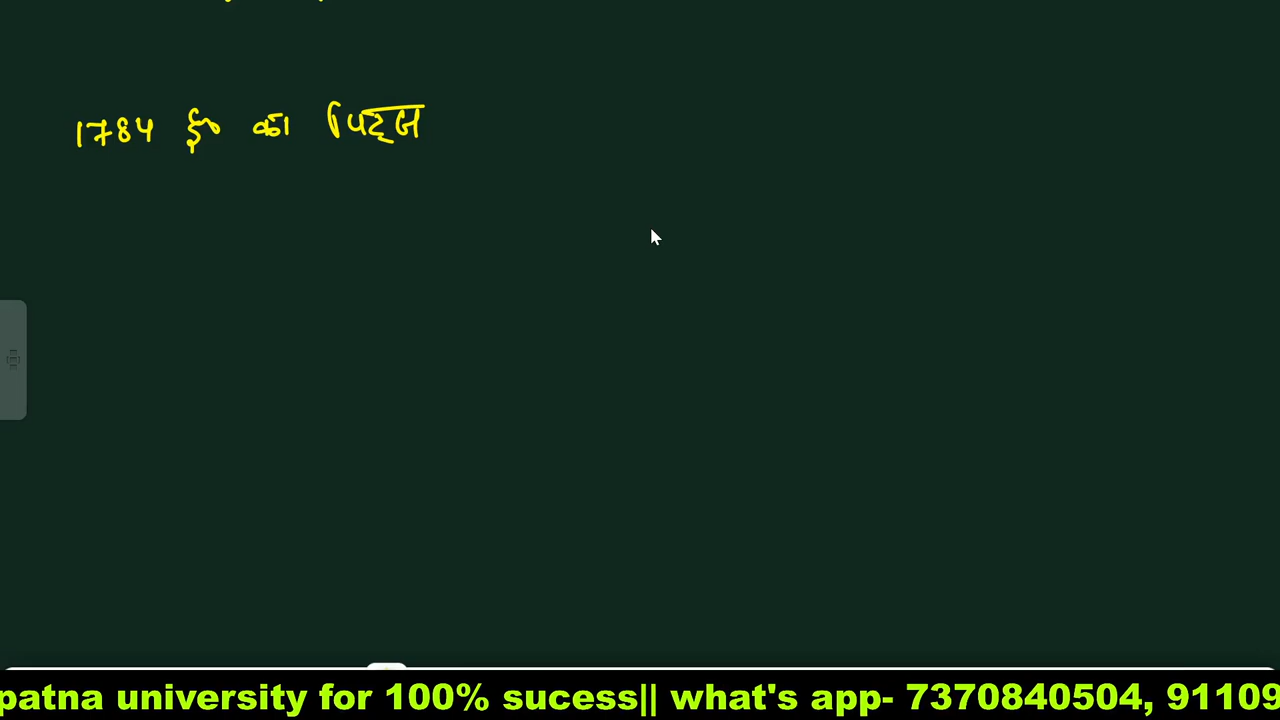 1784 ई० का पिट्स
patna university for 100% sucess|| what's app- 7370840504, 91109